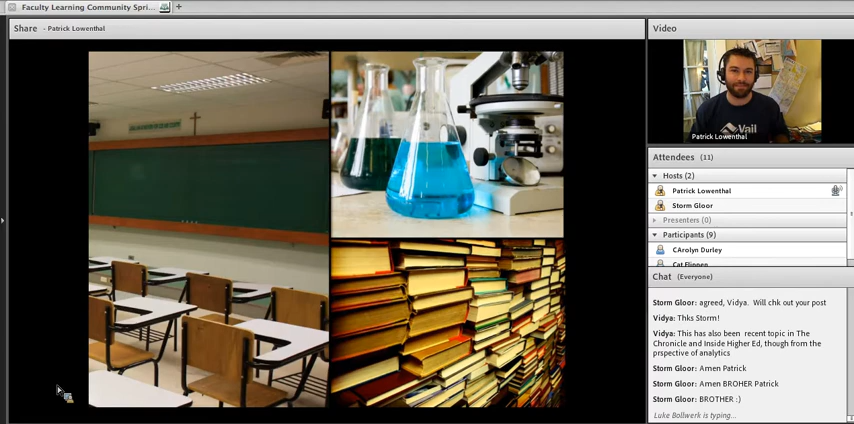 Faculty Learning Community Spri...
Share - Patrick Lowenthal
Video
Vail
Patrick Lowenthal
Attendees (11)
Hosts (2)
Patrick Lowenthal
Storm Gloor
Presenters (0)
Participants (9)
CArolyn Durley
Cat Flippen
Chat (Everyone)
Storm Gloor: agreed, Vidya. Will chk out your post
Vidya: Thks Storm!
Vidya: This has also been recent topic in The
Chronicle and Inside Higher Ed, though from the
prspective of analytics
Storm Gloor: Amen Patrick
Storm Gloor: Amen BROHER Patrick
Storm Gloor: BROTHER :)
Luke Bollwerk is typing...